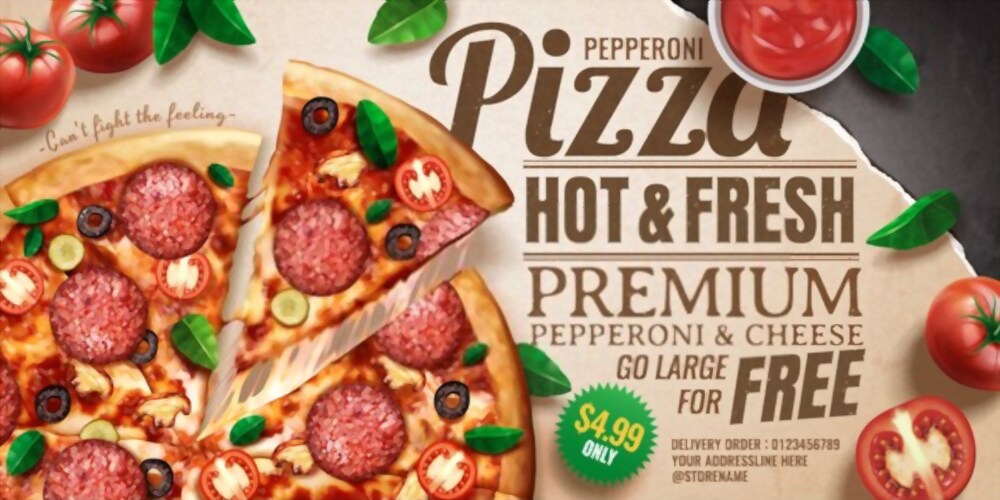 -Can't fight the feeling-
PEPPERONI
Pizza
HOT & FRESH
PREMIUM
PEPPERONI & CHEESE
GO LARGE
FOR FREE
$4.99
ONLY
DELIVERY ORDER : 0123456789
YOUR ADDRESSLINE HERE
@STORENAME